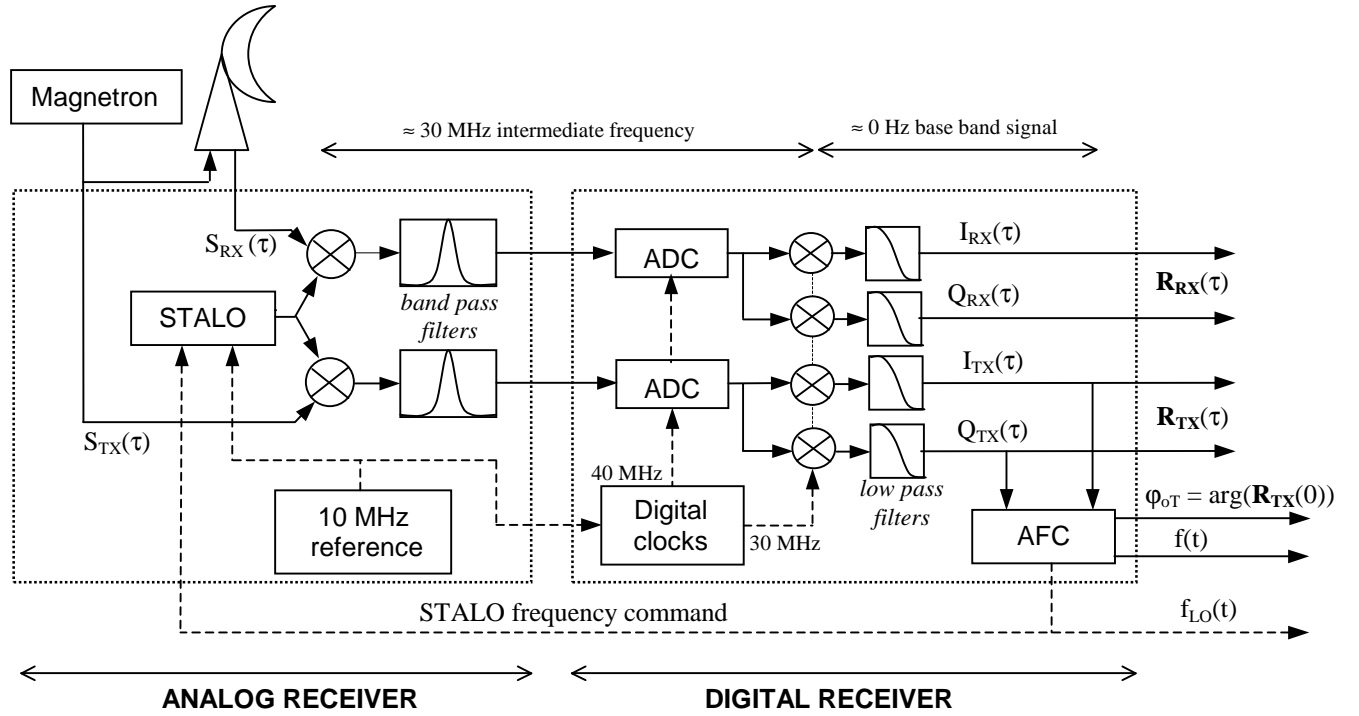 Magnetron
≈ 30 MHz intermediate frequency
≈ 0 Hz base band signal
S_RX (τ)
STALO
band pass
filters
S_TX(τ)
10 MHz
reference
ADC
ADC
40 MHz
Digital
clocks
30 MHz
I_RX(τ)
R_RX(τ)
Q_RX(τ)
I_TX(τ)
R_TX(τ)
Q_TX(τ)
low pass
filters
AFC
φ_oT = arg(R_TX(0))
f(t)
STALO frequency command
f_LO(t)
ANALOG RECEIVER
DIGITAL RECEIVER